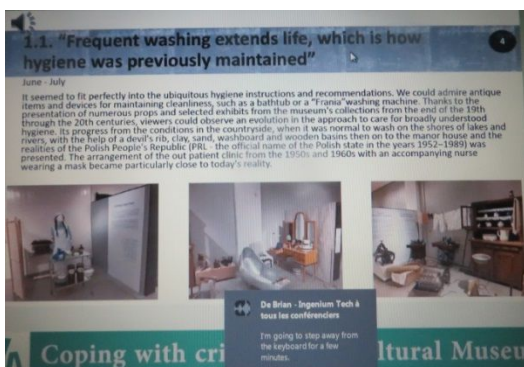 1.1. “Frequent washing extends life, which is how
4
hygiene was previously maintained”
June - July
It seemed to fit perfectly into the ubiquitous hygiene instructions and recommendations. We could admire antique
items and devices for maintaining cleanliness, such as a bathtub or a “Frania”washing machine. Thanks to the
presentation of numerous props and selected exhibits from the museum's collections from the end of the 19th
through the 20th centuries, viewers could observe an evolution in the approach to care for broadly understood
hygiene. Its progress from the conditions in the countryside, when it was normal to wash on the shores of lakes and
rivers, with the help of a devil's rib, clay, sand, washboard and wooden basins then on to the manor house and the
realities of the Polish People's Republic (PRL - the official name of the Polish state in the years 1952–1989) was
presented. The arrangement of the out patient clinic from the 1950s and 1960s with an accompanying nurse
wearing a mask became particularly close to today's reality.
De Brian - Ingenium Tech à
tous les conférenciers
I'm going to step away from
the keyboard for a few
minutes.
Coping with cri
ltural Museu